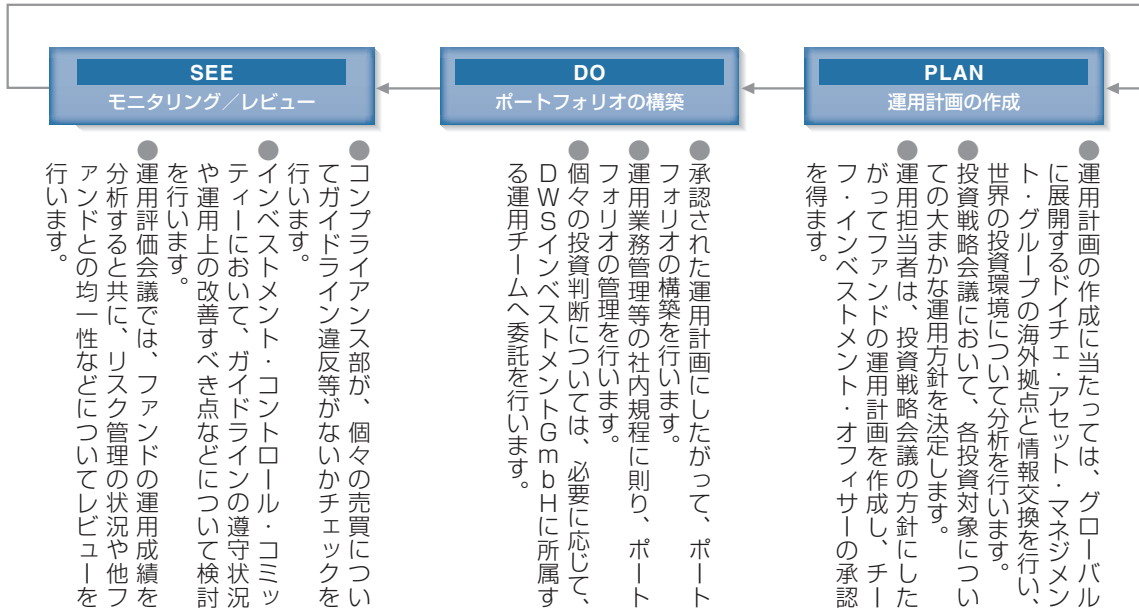 PLAN
運用計画の作成
●運用計画の作成に当たっては、グローバル
に展開するドイチェ・アセット・マネジメン
ト・グループの海外拠点と情報交換を行い、
世界の投資環境について分析を行います。
●投資戦略会議において、各投資対象につい
ての大まかな運用方針を決定します。
●運用担当者は、投資戦略会議の方針にした
がってファンドの運用計画を作成し、チー
フ・インベストメント・オフィサーの承認
を得ます。
DO
ポートフォリオの構築
●承認された運用計画にしたがって、ポート
フォリオの構築を行います。
●運用業務管理等の社内規程に則り、ポート
フォリオの管理を行います。
●個々の投資判断については、必要に応じて、
DWSインベストメントGmbHに所属す
る運用チームへ委託を行います。
SEE
モニタリング／レビュー
●コンプライアンス部が、個々の売買につい
てガイドライン違反等がないかチェックを
行います。
●インベストメント・コントロール・コミッ
ティーにおいて、ガイドラインの遵守状況
や運用上の改善すべき点などについて検討
を行います。
●運用評価会議では、ファンドの運用成績を
分析すると共に、リスク管理の状況や他フ
ァンドとの均一性などについてレビューを
行います。